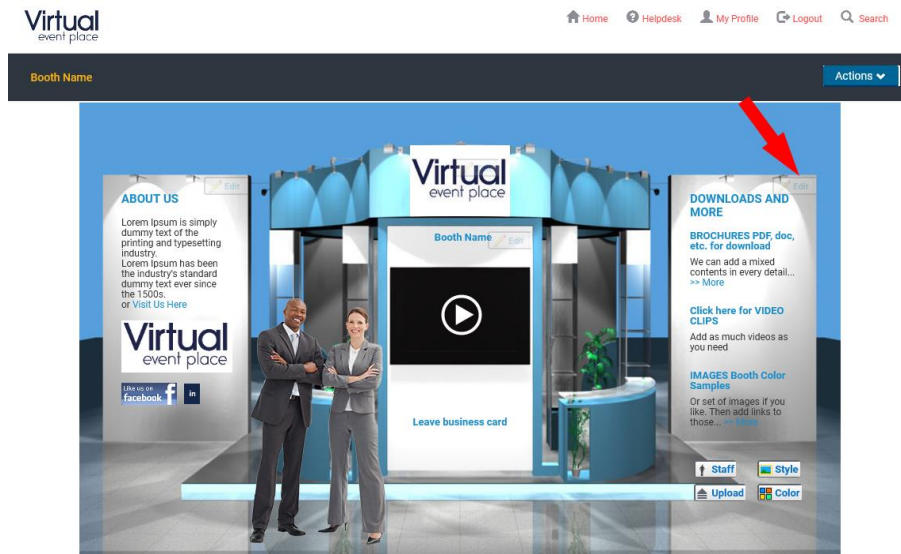 Virtual
event place
Home
Helpdesk
My Profile
Logout
Search
Booth Name
Actions
Virtual
event place
Edit
ABOUT US
Lorem Ipsum is simply
dummy text of the
printing and typesetting
industry.
Lorem Ipsum has been
the industry's standard
dummy text ever since
the 1500s.
or Visit Us Here
Virtual
event place
Like us on
facebook f
in
Booth Name
Edit
Leave business card
Edit
DOWNLOADS AND
MORE
BROCHURES PDF, doc,
etc. for download
We can add a mixed
contents in every detail...
>> More
Click here for VIDEO
CLIPS
Add as much videos as
you need
IMAGES Booth Color
Samples
Or set of images if you
like. Then add links to
those... >> More
Staff
Style
Upload
Color